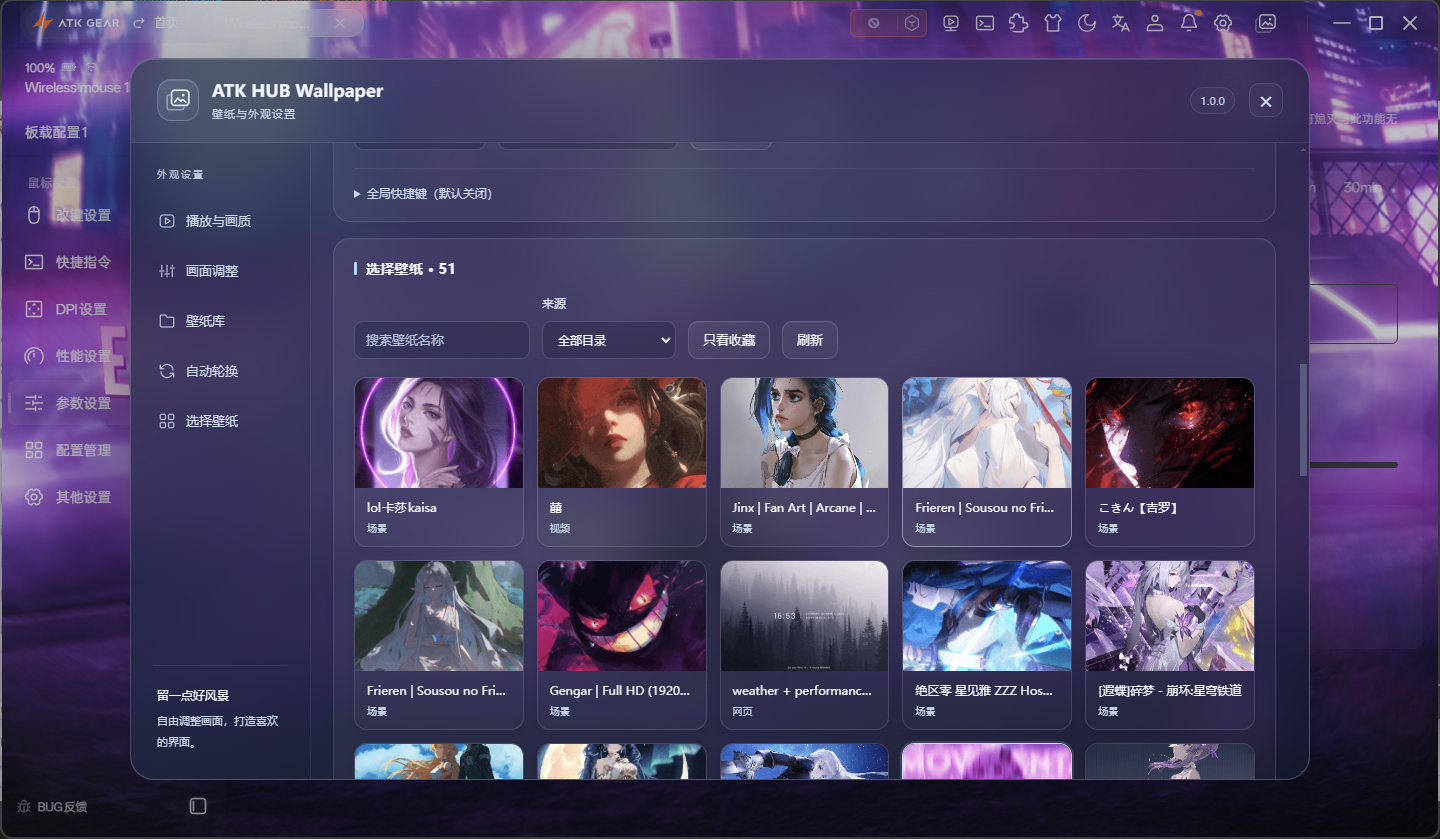 ATK GEAR
首页
100%
Wireless mouse 1
板载配置1
改键设置
快捷指令
DPI设置
性能设置
参数设置
配置管理
其他设置
BUG反馈
30min
ATK HUB Wallpaper
壁纸与外观设置
1.0.0
外观设置
播放与画质
画面调整
壁纸库
自动轮换
选择壁纸
留一点好风景
自由调整画面，打造喜欢
的界面。
全局快捷键（默认关闭）
选择壁纸 • 51
来源
搜索壁纸名称
全部目录
只看收藏
刷新
lol卡莎kaisa
场景
囍
视频
Jinx | Fan Art | Arcane | ...
场景
Frieren | Sousou no Fri...
场景
こきん【吉罗】
场景
Frieren | Sousou no Fri...
场景
Gengar | Full HD (1920...
场景
16:53
weather + performanc...
网页
绝区零 星见雅 ZZZ Hos...
场景
[遐蝶]碎梦 - 崩坏:星穹铁道
场景